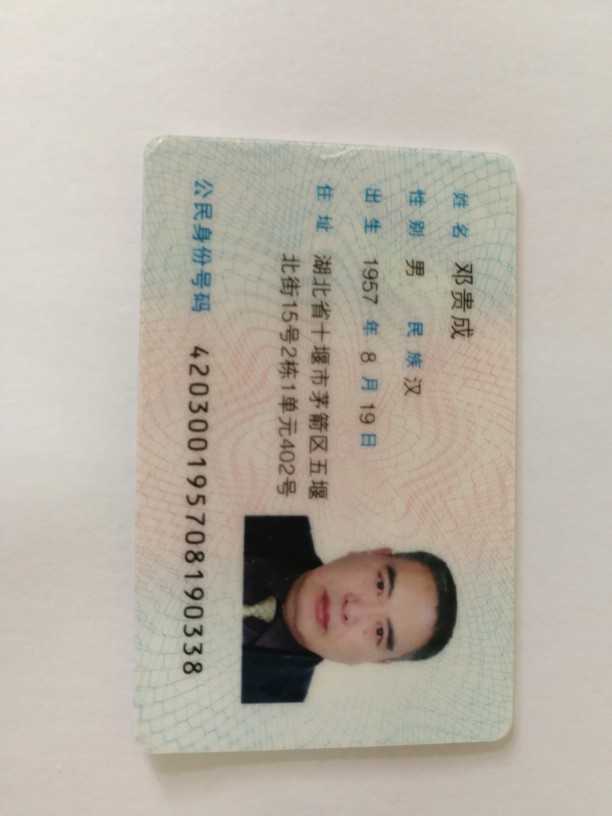 姓名 邓贵成
性别 男 民族 汉
出生 1957 年 8 月 19 日
住址 湖北省十堰市茅箭区五堰
北街15号2栋1单元402号
公民身份号码 420300195708190338